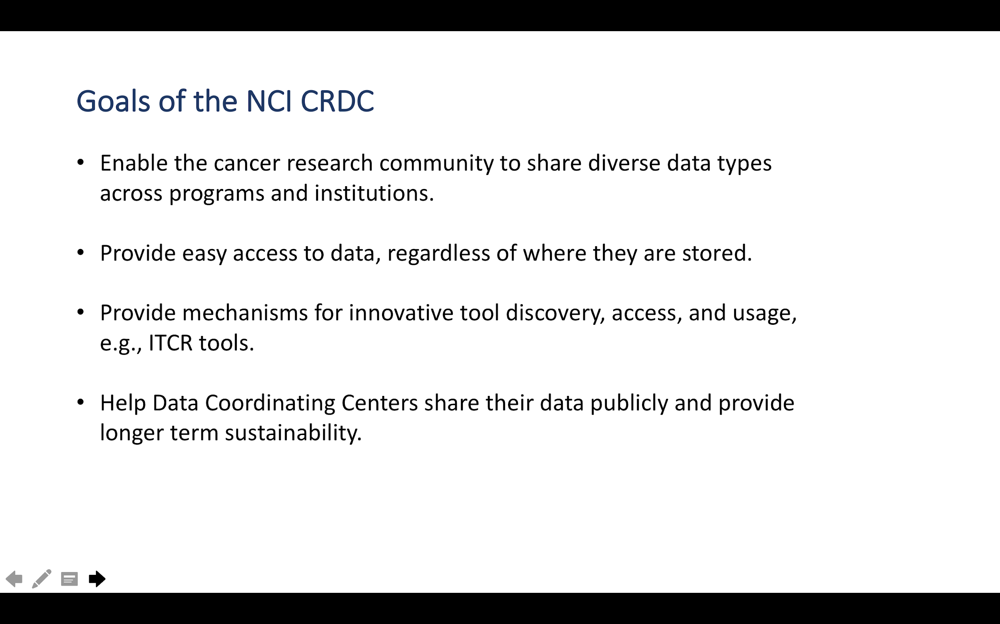 Goals of the NCI CRDC
• Enable the cancer research community to share diverse data types
across programs and institutions.
• Provide easy access to data, regardless of where they are stored.
• Provide mechanisms for innovative tool discovery, access, and usage,
e.g., ITCR tools.
• Help Data Coordinating Centers share their data publicly and provide
longer term sustainability.